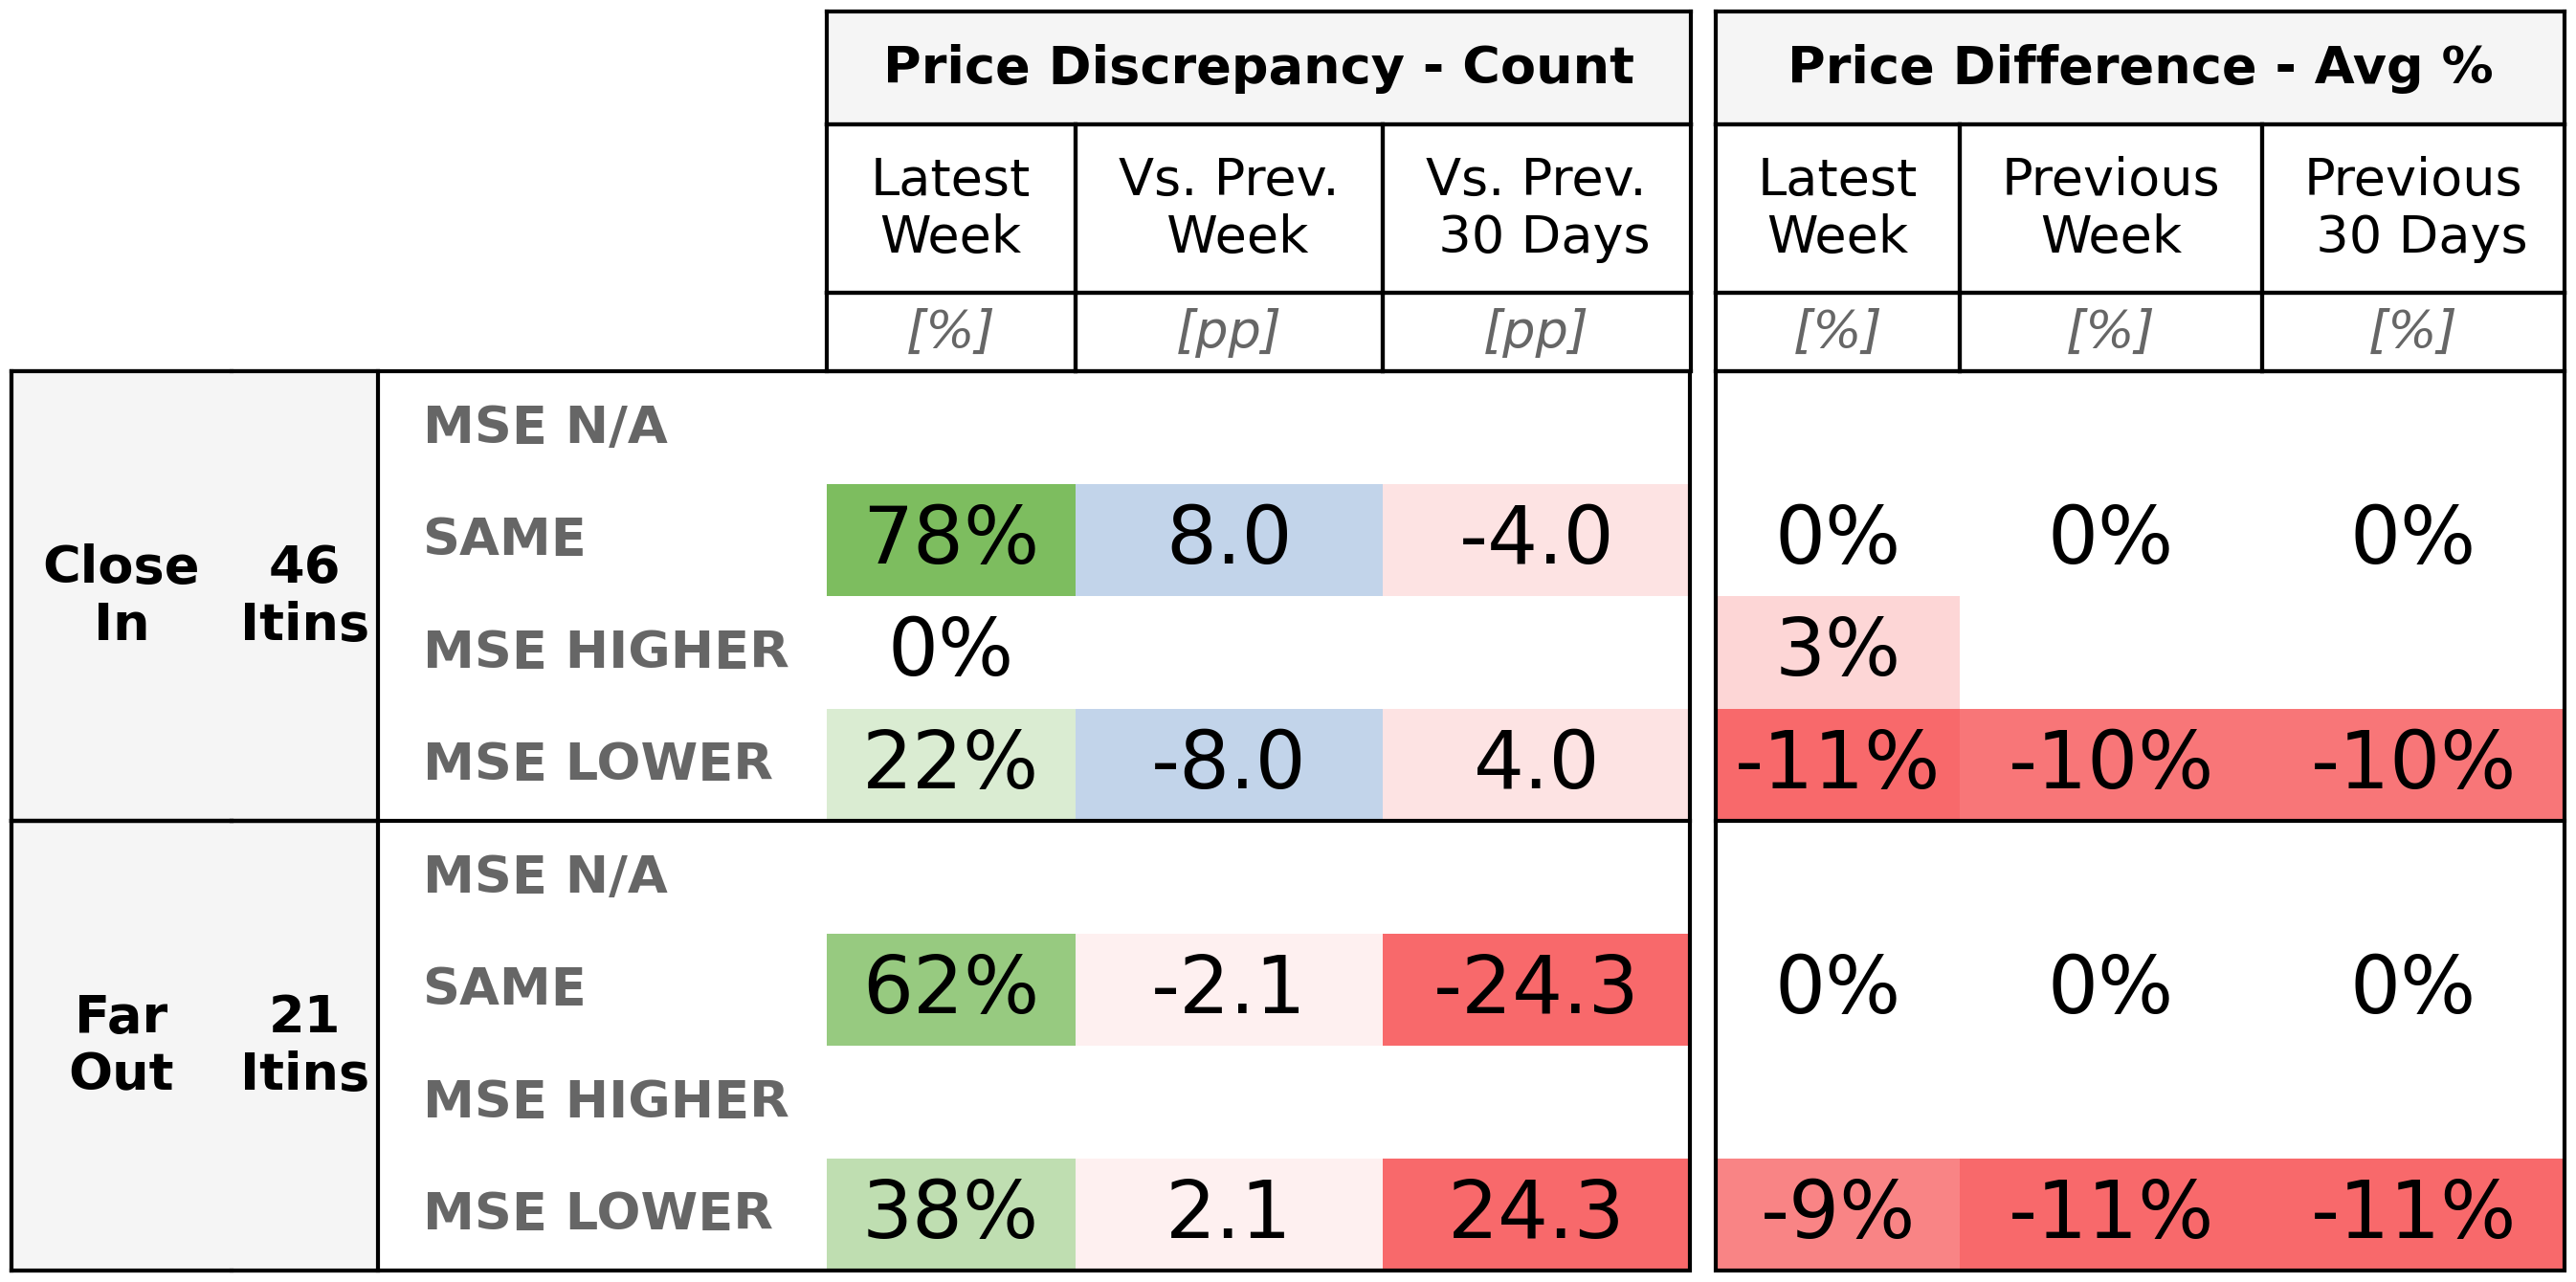 Price Discrepancy - Count Price Difference - Avg %
Latest Vs. Prev. Vs. Prev. Latest Previous Previous
Week Week 30 Days Week Week 30 Days
[%] [pp] [pp] [%] [%] [%]
MSE N/A
SAME 78% 8.0 -4.0 0% 0% 0%
Close 46
In Itins
MSE HIGHER 0% 3%
MSE LOWER 22% -8.0 4.0 -11% -10% -10%
MSE N/A
SAME 62% -2.1 -24.3 0% 0% 0%
Far 21
Out Itins
MSE HIGHER
MSE LOWER 38% 2.1 24.3 -9% -11% -11%